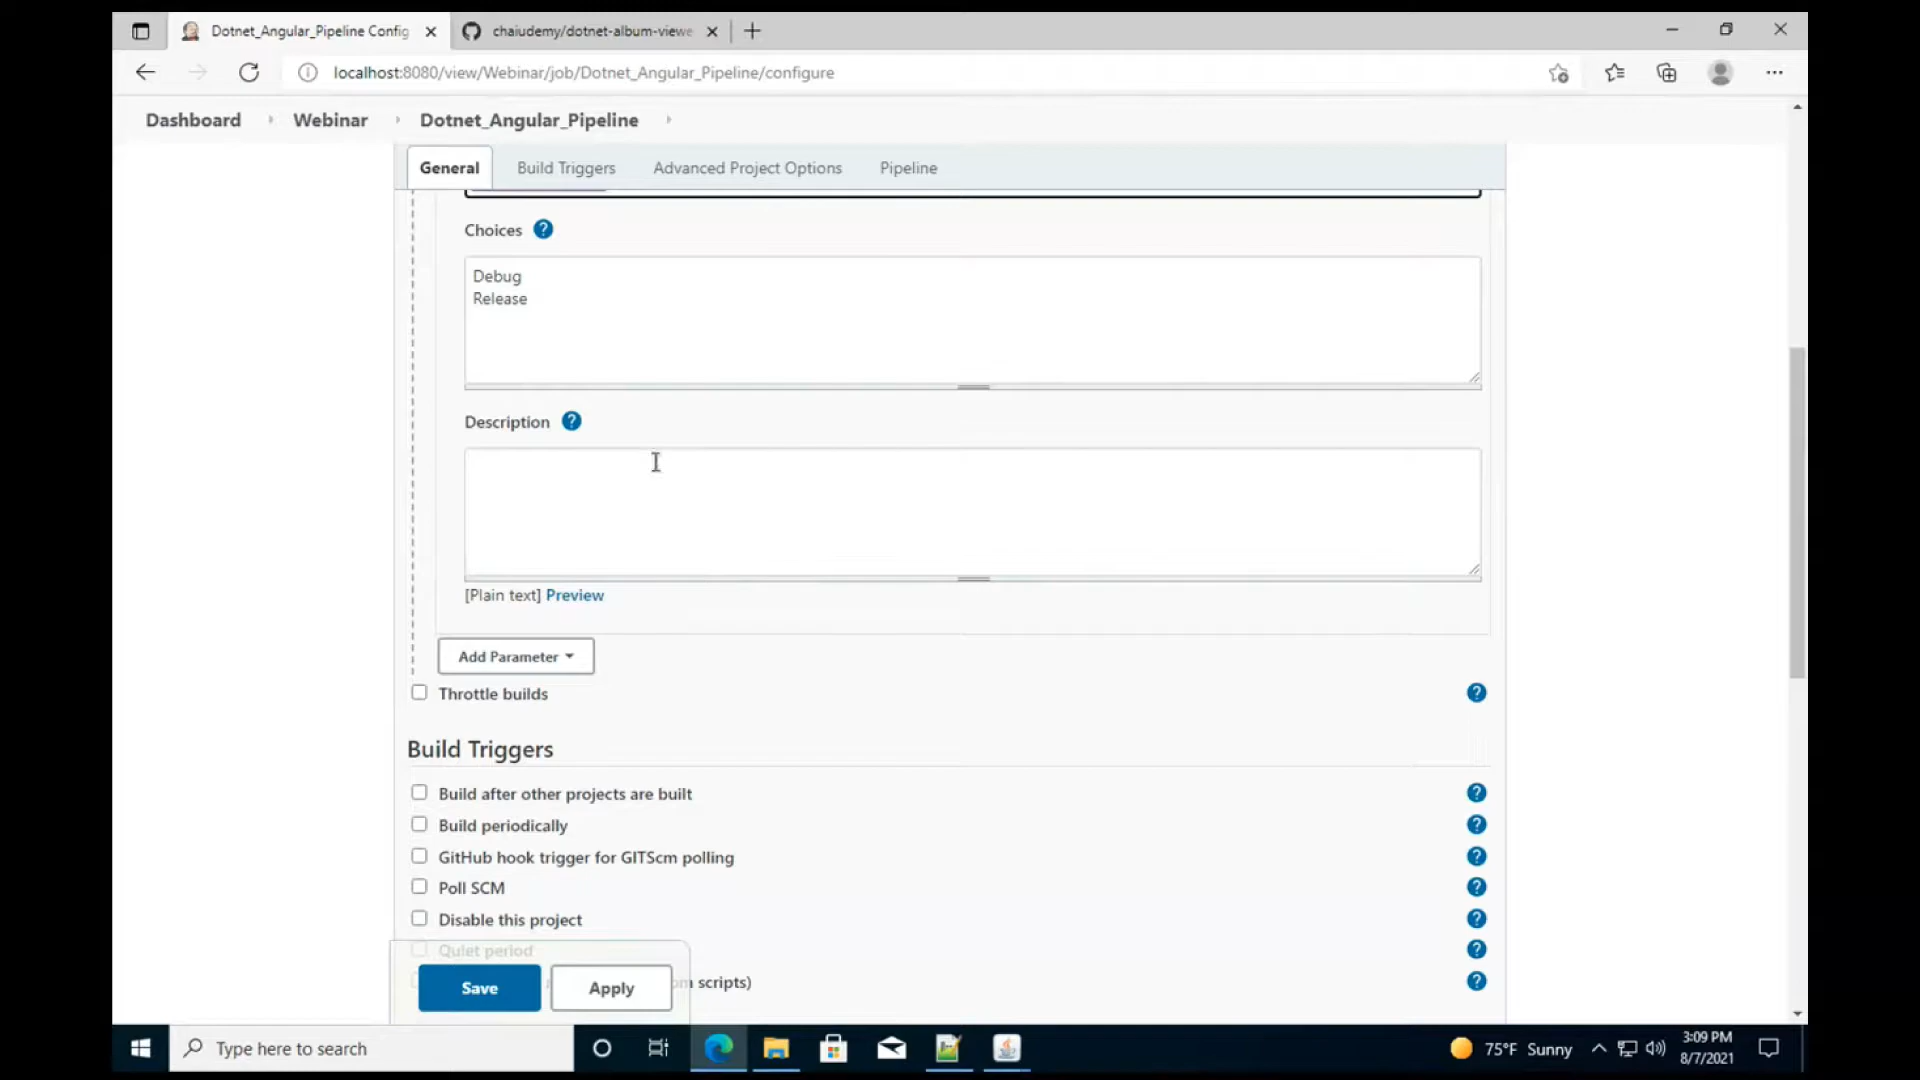 Dotnet_Angular_Pipeline Config
chaiudemy/dotnet-album-viewe
localhost:8080/view/Webinar/job/Dotnet_Angular_Pipeline/configure
Dashboard
Webinar
Dotnet_Angular_Pipeline
General
Build Triggers
Advanced Project Options
Pipeline
Choices ?
Debug
Release
Description ?
[Plain text] Preview
Add Parameter
Throttle builds ?
Build Triggers
Build after other projects are built ?
Build periodically ?
GitHub hook trigger for GITScm polling ?
Poll SCM ?
Disable this project ?
Quiet period ?
scripts) ?
Save
Apply
Type here to search
75°F Sunny
3:09 PM
8/7/2021